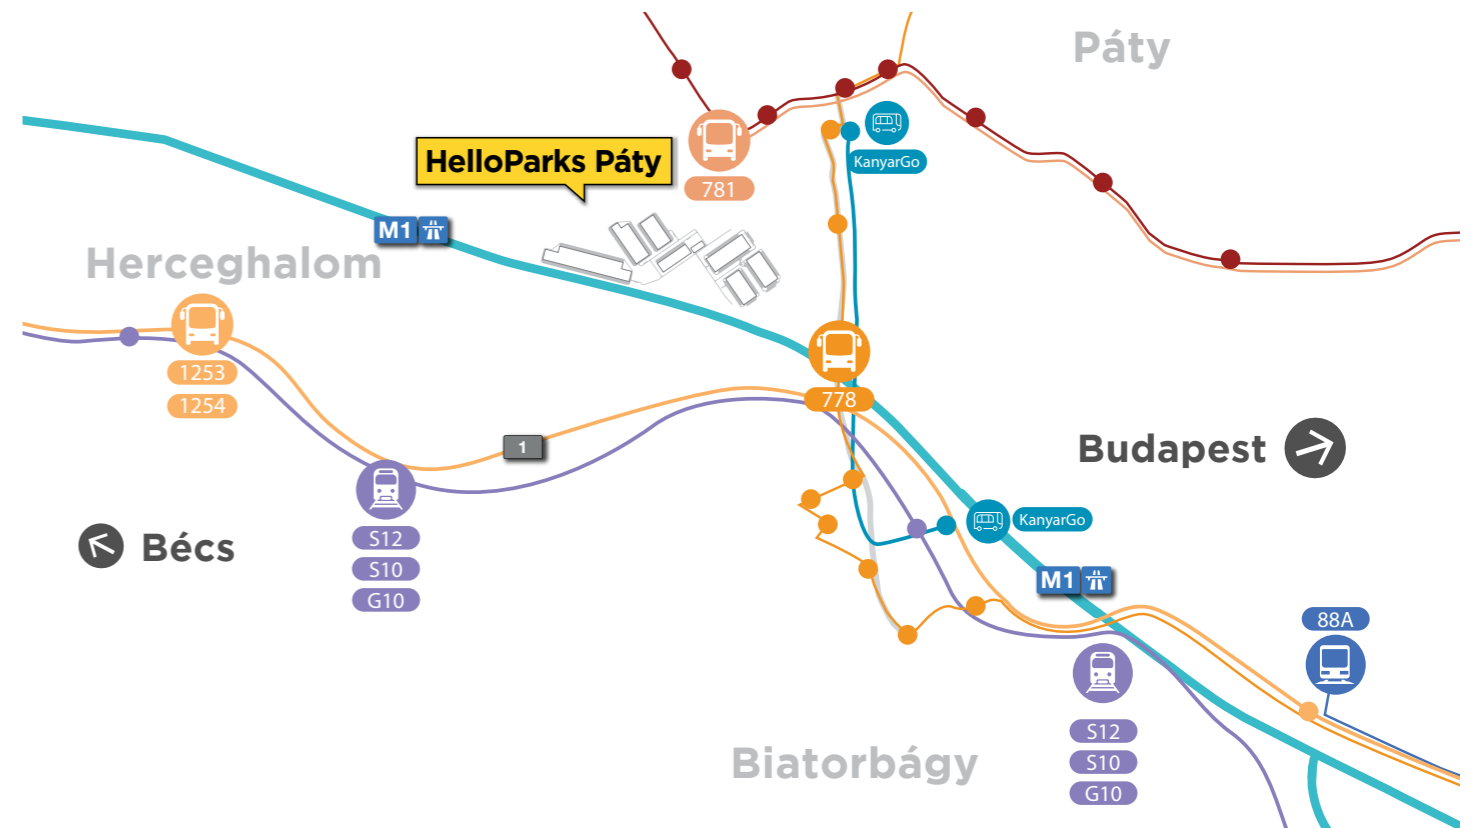 Páty
KanyarGo
HelloParks Páty
781
M1
Herceghalom
1253
1254
778
1
Budapest
S12
S10
G10
Bécs
KanyarGo
M1
88A
S12
S10
G10
Biatorbágy